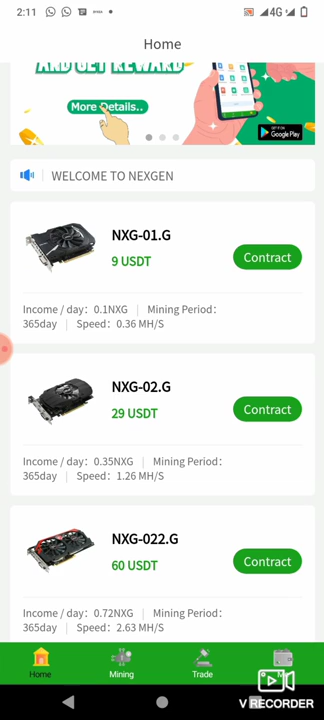 2:11
4G
Home
AND GET REWARD
More Details..
GET IT ON
Google Play
WELCOME TO NEXGEN
NXG-01.G
9 USDT
Contract
Income / day: 0.1NXG | Mining Period:
365day | Speed: 0.36 MH/S
NXG-02.G
29 USDT
Contract
Income / day: 0.35NXG | Mining Period:
365day | Speed: 1.26 MH/S
NXG-022.G
60 USDT
Contract
Income / day: 0.72NXG | Mining Period:
365day | Speed: 2.63 MH/S
Home
Mining
Trade
V RECORDER